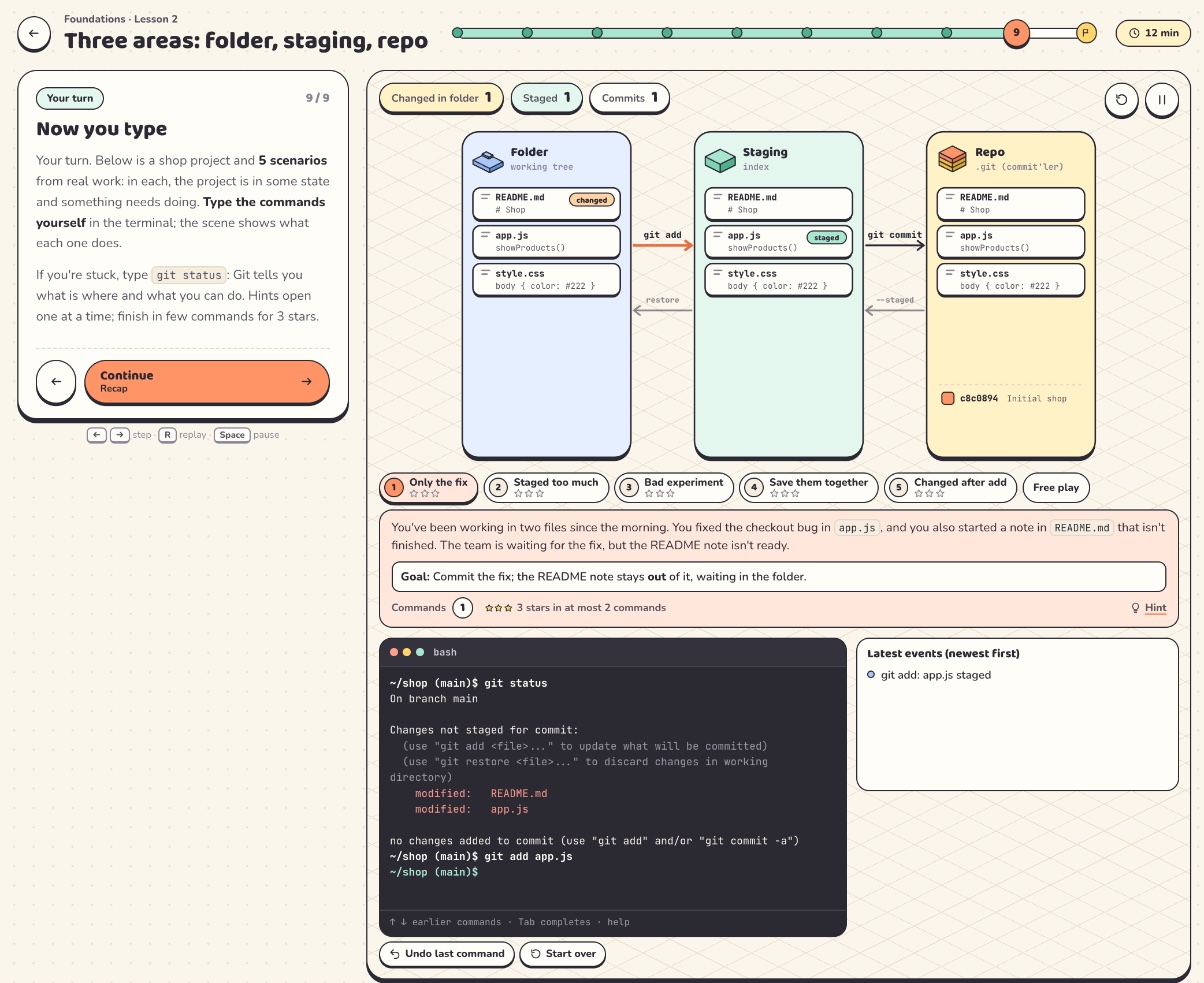 Foundations · Lesson 2
Three areas: folder, staging, repo
9
12 min
Your turn
9 / 9
Now you type
Your turn. Below is a shop project and 5 scenarios
from real work: in each, the project is in some state
and something needs doing. Type the commands
yourself in the terminal; the scene shows what
each one does.
If you're stuck, type git status: Git tells you
what is where and what you can do. Hints open
one at a time; finish in few commands for 3 stars.
←
Continue
Recap
→
← → step · R replay · Space pause
Changed in folder 1
Staged 1
Commits 1
Folder
working tree
README.md
# Shop
changed
app.js
showProducts()
style.css
body { color: #222 }
git add
restore
Staging
index
README.md
# Shop
app.js
showProducts()
staged
style.css
body { color: #222 }
git commit
--staged
Repo
.git (commit'ler)
README.md
# Shop
app.js
showProducts()
style.css
body { color: #222 }
c8c0894 Initial shop
1 Only the fix
2 Staged too much
3 Bad experiment
4 Save them together
5 Changed after add
Free play
You've been working in two files since the morning. You fixed the checkout bug in app.js, and you also started a note in README.md that isn't
finished. The team is waiting for the fix, but the README note isn't ready.
Goal: Commit the fix; the README note stays out of it, waiting in the folder.
Commands 1 3 stars in at most 2 commands
Hint
bash
~/shop (main)$ git status
On branch main
Changes not staged for commit:
(use "git add <file>..." to update what will be committed)
(use "git restore <file>..." to discard changes in working
directory)
modified: README.md
modified: app.js
no changes added to commit (use "git add" and/or "git commit -a")
~/shop (main)$ git add app.js
~/shop (main)$
↑ ↓ earlier commands · Tab completes · help
Latest events (newest first)
git add: app.js staged
Undo last command
Start over